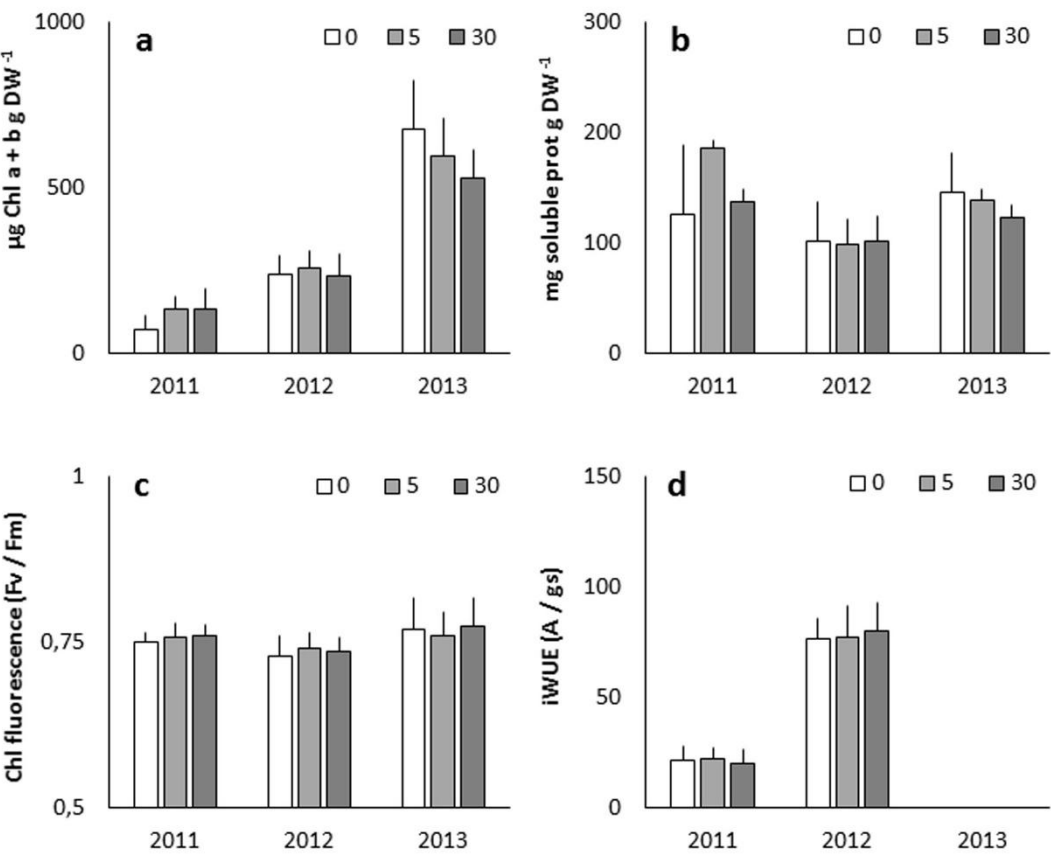 a
0 5 30
µg Chl a + b g DW -1
1000
500
0
2011 2012 2013
b
0 5 30
mg soluble prot g DW -1
300
200
100
0
2011 2012 2013
c
0 5 30
Chl fluorescence (Fv / Fm)
1
0,75
0,5
2011 2012 2013
d
0 5 30
iWUE (A / gs)
150
100
50
0
2011 2012 2013